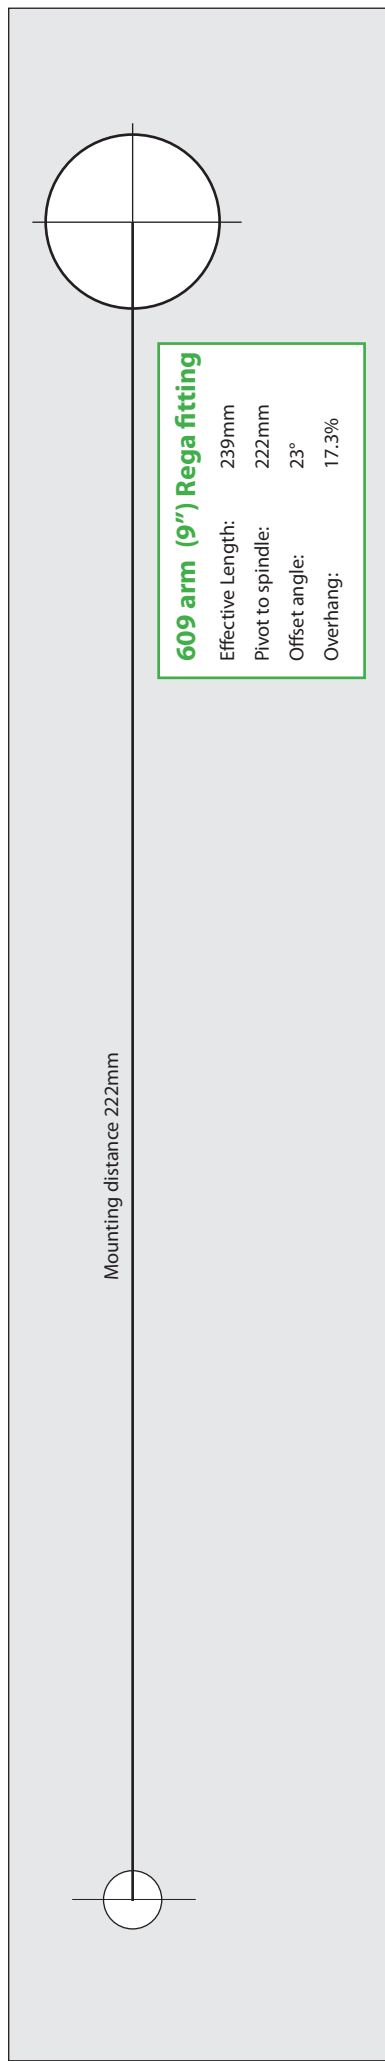 609 arm (9") Rega fitting
Effective Length: 239mm
Pivot to spindle: 222mm
Offset angle: 23°
Overhang: 17.3%
Mounting distance 222mm